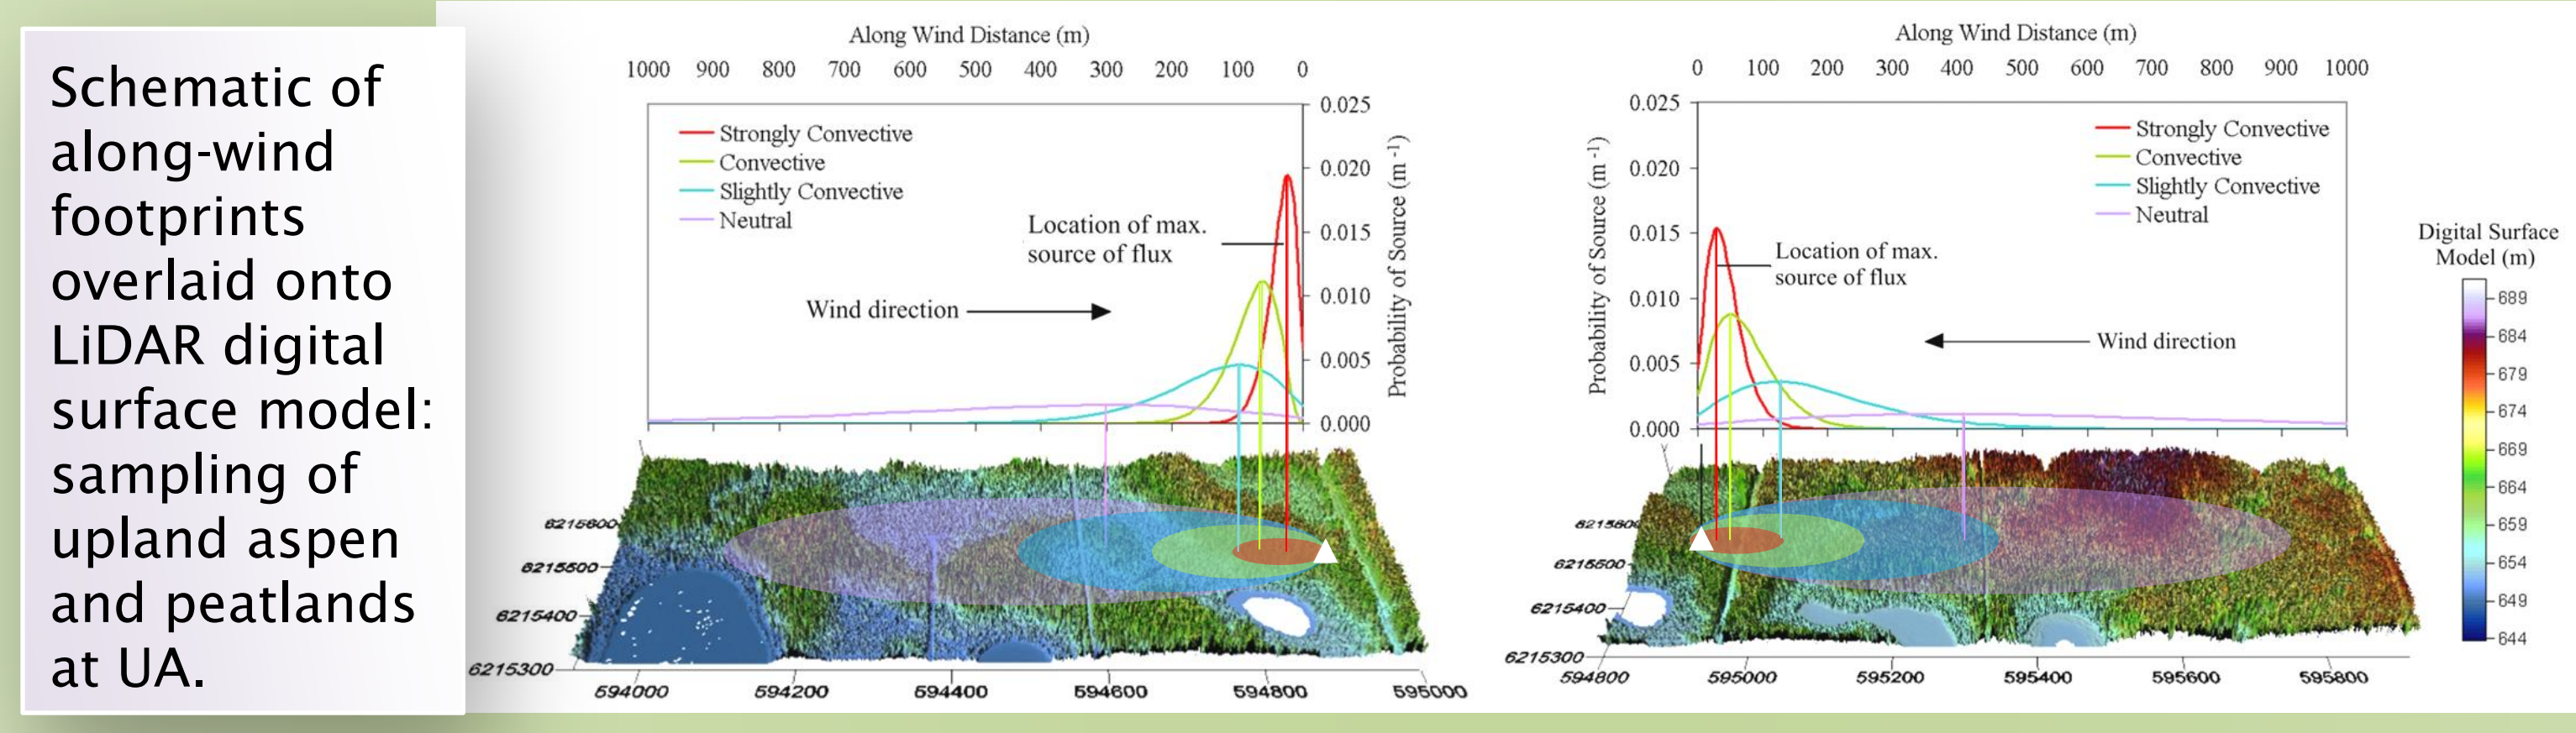 Schematic of
along-wind
footprints
overlaid onto
LiDAR digital
surface model:
sampling of
upland aspen
and peatlands
at UA.
Along Wind Distance (m)
1000 900 800 700 600 500 400 300 200 100 0
Strongly Convective
Convective
Slightly Convective
Neutral
Location of max.
source of flux
Wind direction
0.025
0.020
0.015
0.010
0.005
0.000
Probability of Source (m -1)
6215600
6215500
6215400
6215300
594000 594200 594400 594600 594800 595000
Along Wind Distance (m)
0 100 200 300 400 500 600 700 800 900 1000
Probability of Source (m -1)
0.025
0.020
0.015
0.010
0.005
0.000
Strongly Convective
Convective
Slightly Convective
Neutral
Location of max.
source of flux
Wind direction
6215600
6215500
6215400
6215300
594800 595000 595200 595400 595600 595800
Digital Surface
Model (m)
689
684
679
674
669
664
659
654
649
644